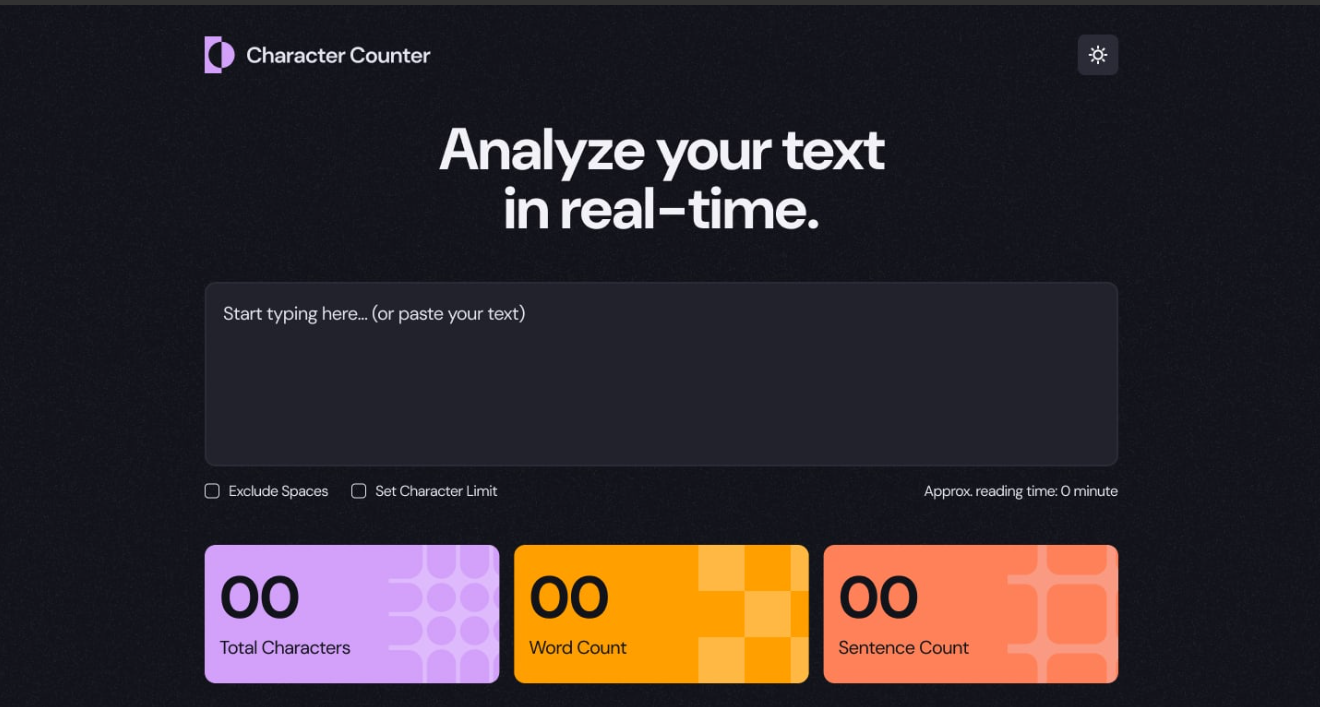 Character Counter
Analyze your text
in real-time.
Start typing here... (or paste your text)
Exclude Spaces
Set Character Limit
Approx. reading time: 0 minute
00
Total Characters
00
Word Count
00
Sentence Count